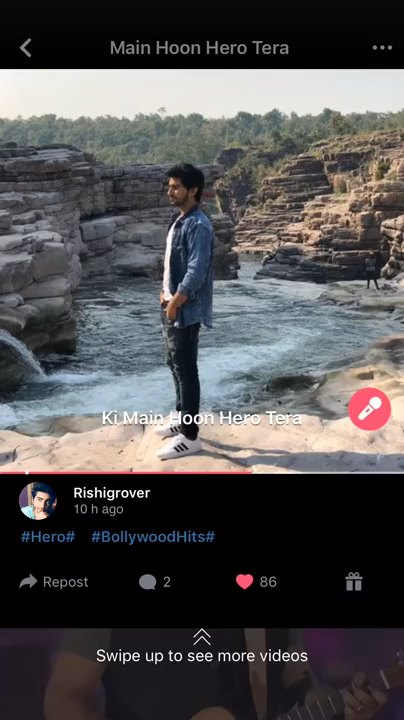 Main Hoon Hero Tera
Ki Main Hoon Hero Tera
Rishigrover
10 h ago
#Hero# #BollywoodHits#
Repost 2 86
Swipe up to see more videos